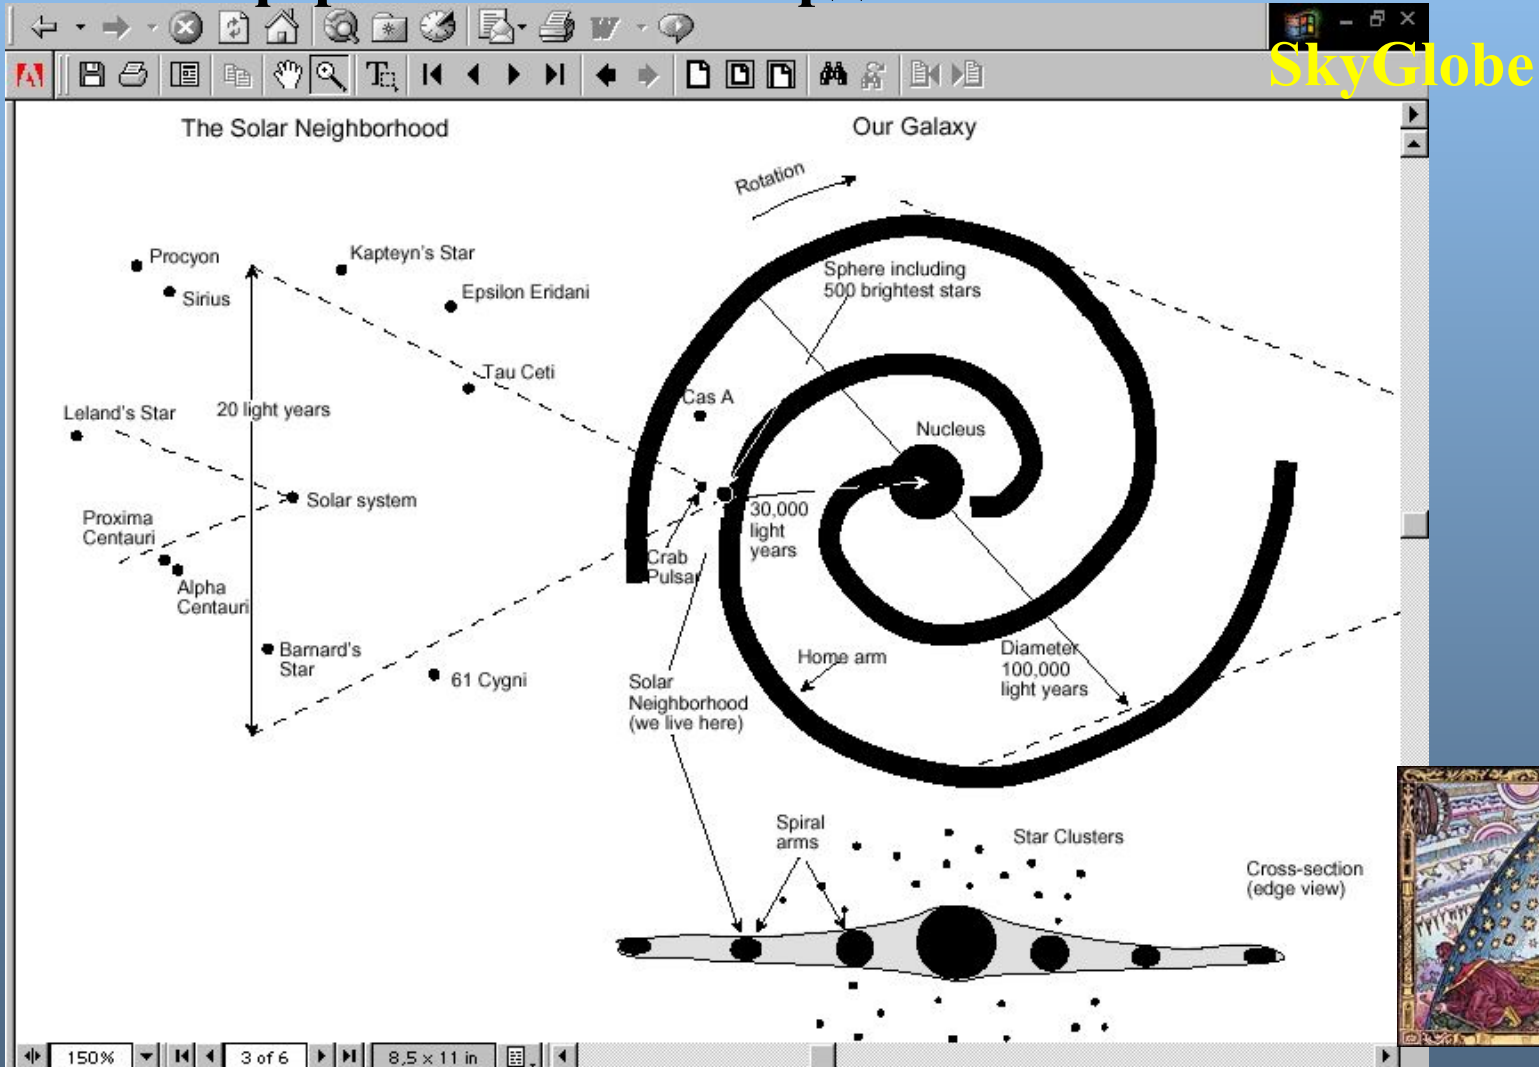 SkyGlobe
The Solar Neighborhood
Our Galaxy
Rotation
Procyon
Kapteyn's Star
Sirius
Epsilon Eridani
Sphere including
500 brightest stars
Tau Ceti
Cas A
Leland's Star
20 light years
Nucleus
Solar system
Proxima
Centauri
30,000
light
years
Crab
Pulsar
Alpha
Centauri
Barnard's
Star
61 Cygni
Home arm
Diameter
100,000
light years
Solar
Neighborhood
(we live here)
Spiral
arms
Star Clusters
Cross-section
(edge view)
150%
3 of 6
8,5 x 11 in